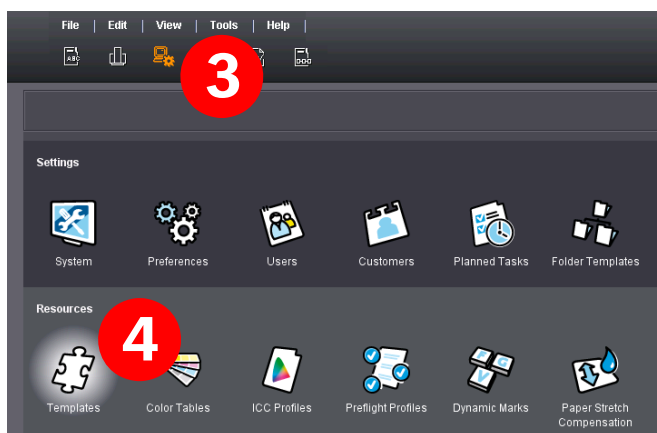 File | Edit | View | Tools | Help |
ABC
3
Settings
System Preferences Users Customers Planned Tasks Folder Templates
Resources
4
F G V
Templates Color Tables ICC Profiles Preflight Profiles Dynamic Marks Paper Stretch
Compensation